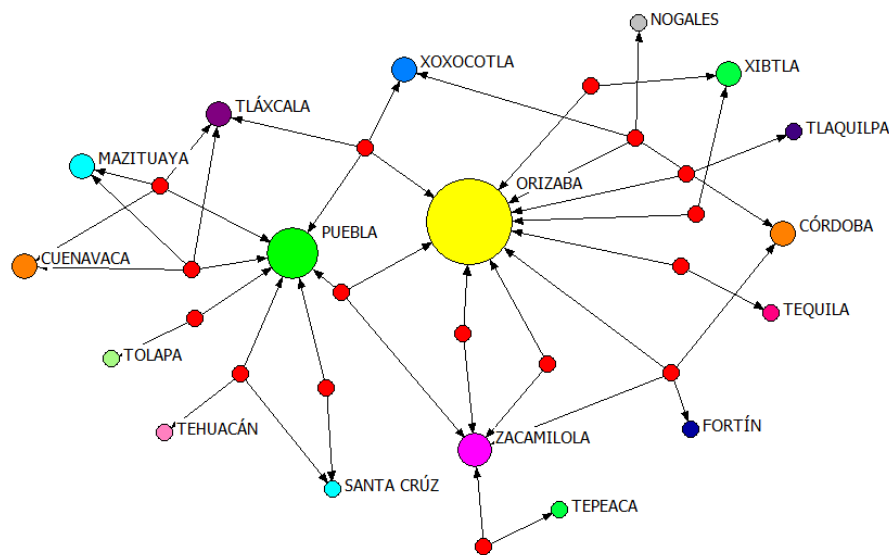 NOGALES
XOXOCOTLA
XIBTLA
TLÁXCALA
TLAQUILPA
MAZITUAYA
ORIZABA
PUEBLA
CÓRDOBA
CUENAVACA
TEQUILA
TOLAPA
FORTÍN
TEHUACÁN
ZACAMILOLA
SANTA CRÚZ
TEPEACA